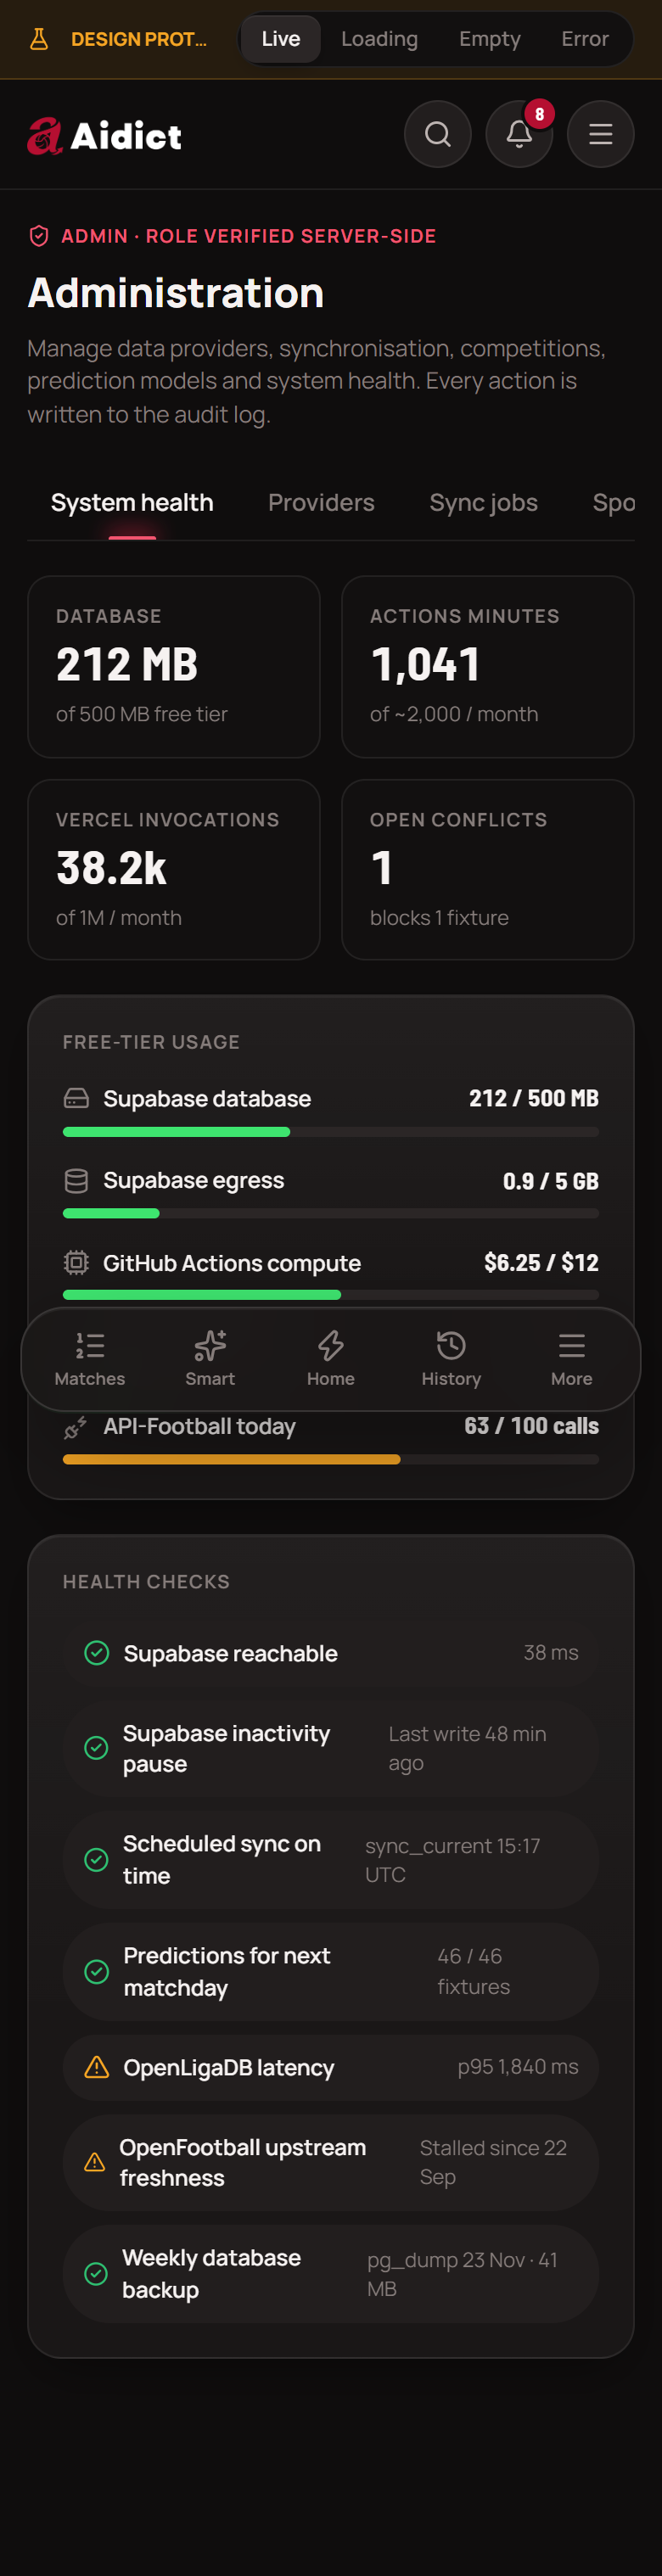 DESIGN PROT...
Live
Loading
Empty
Error
Aidict
8
ADMIN · ROLE VERIFIED SERVER-SIDE
Administration
Manage data providers, synchronisation, competitions,
prediction models and system health. Every action is
written to the audit log.
System health
Providers
Sync jobs
Spo
DATABASE
212 MB
of 500 MB free tier
ACTIONS MINUTES
1,041
of ~2,000 / month
VERCEL INVOCATIONS
38.2k
of 1M / month
OPEN CONFLICTS
1
blocks 1 fixture
FREE-TIER USAGE
Supabase database 212 / 500 MB
Supabase egress 0.9 / 5 GB
GitHub Actions compute $6.25 / $12
Matches
Smart
Home
History
More
API-Football today 63 / 100 calls
HEALTH CHECKS
Supabase reachable 38 ms
Supabase inactivity
pause
Last write 48 min
ago
Scheduled sync on
time
sync_current 15:17
UTC
Predictions for next
matchday
46 / 46
fixtures
OpenLigaDB latency p95 1,840 ms
OpenFootball upstream
freshness
Stalled since 22
Sep
Weekly database
backup
pg_dump 23 Nov · 41
MB